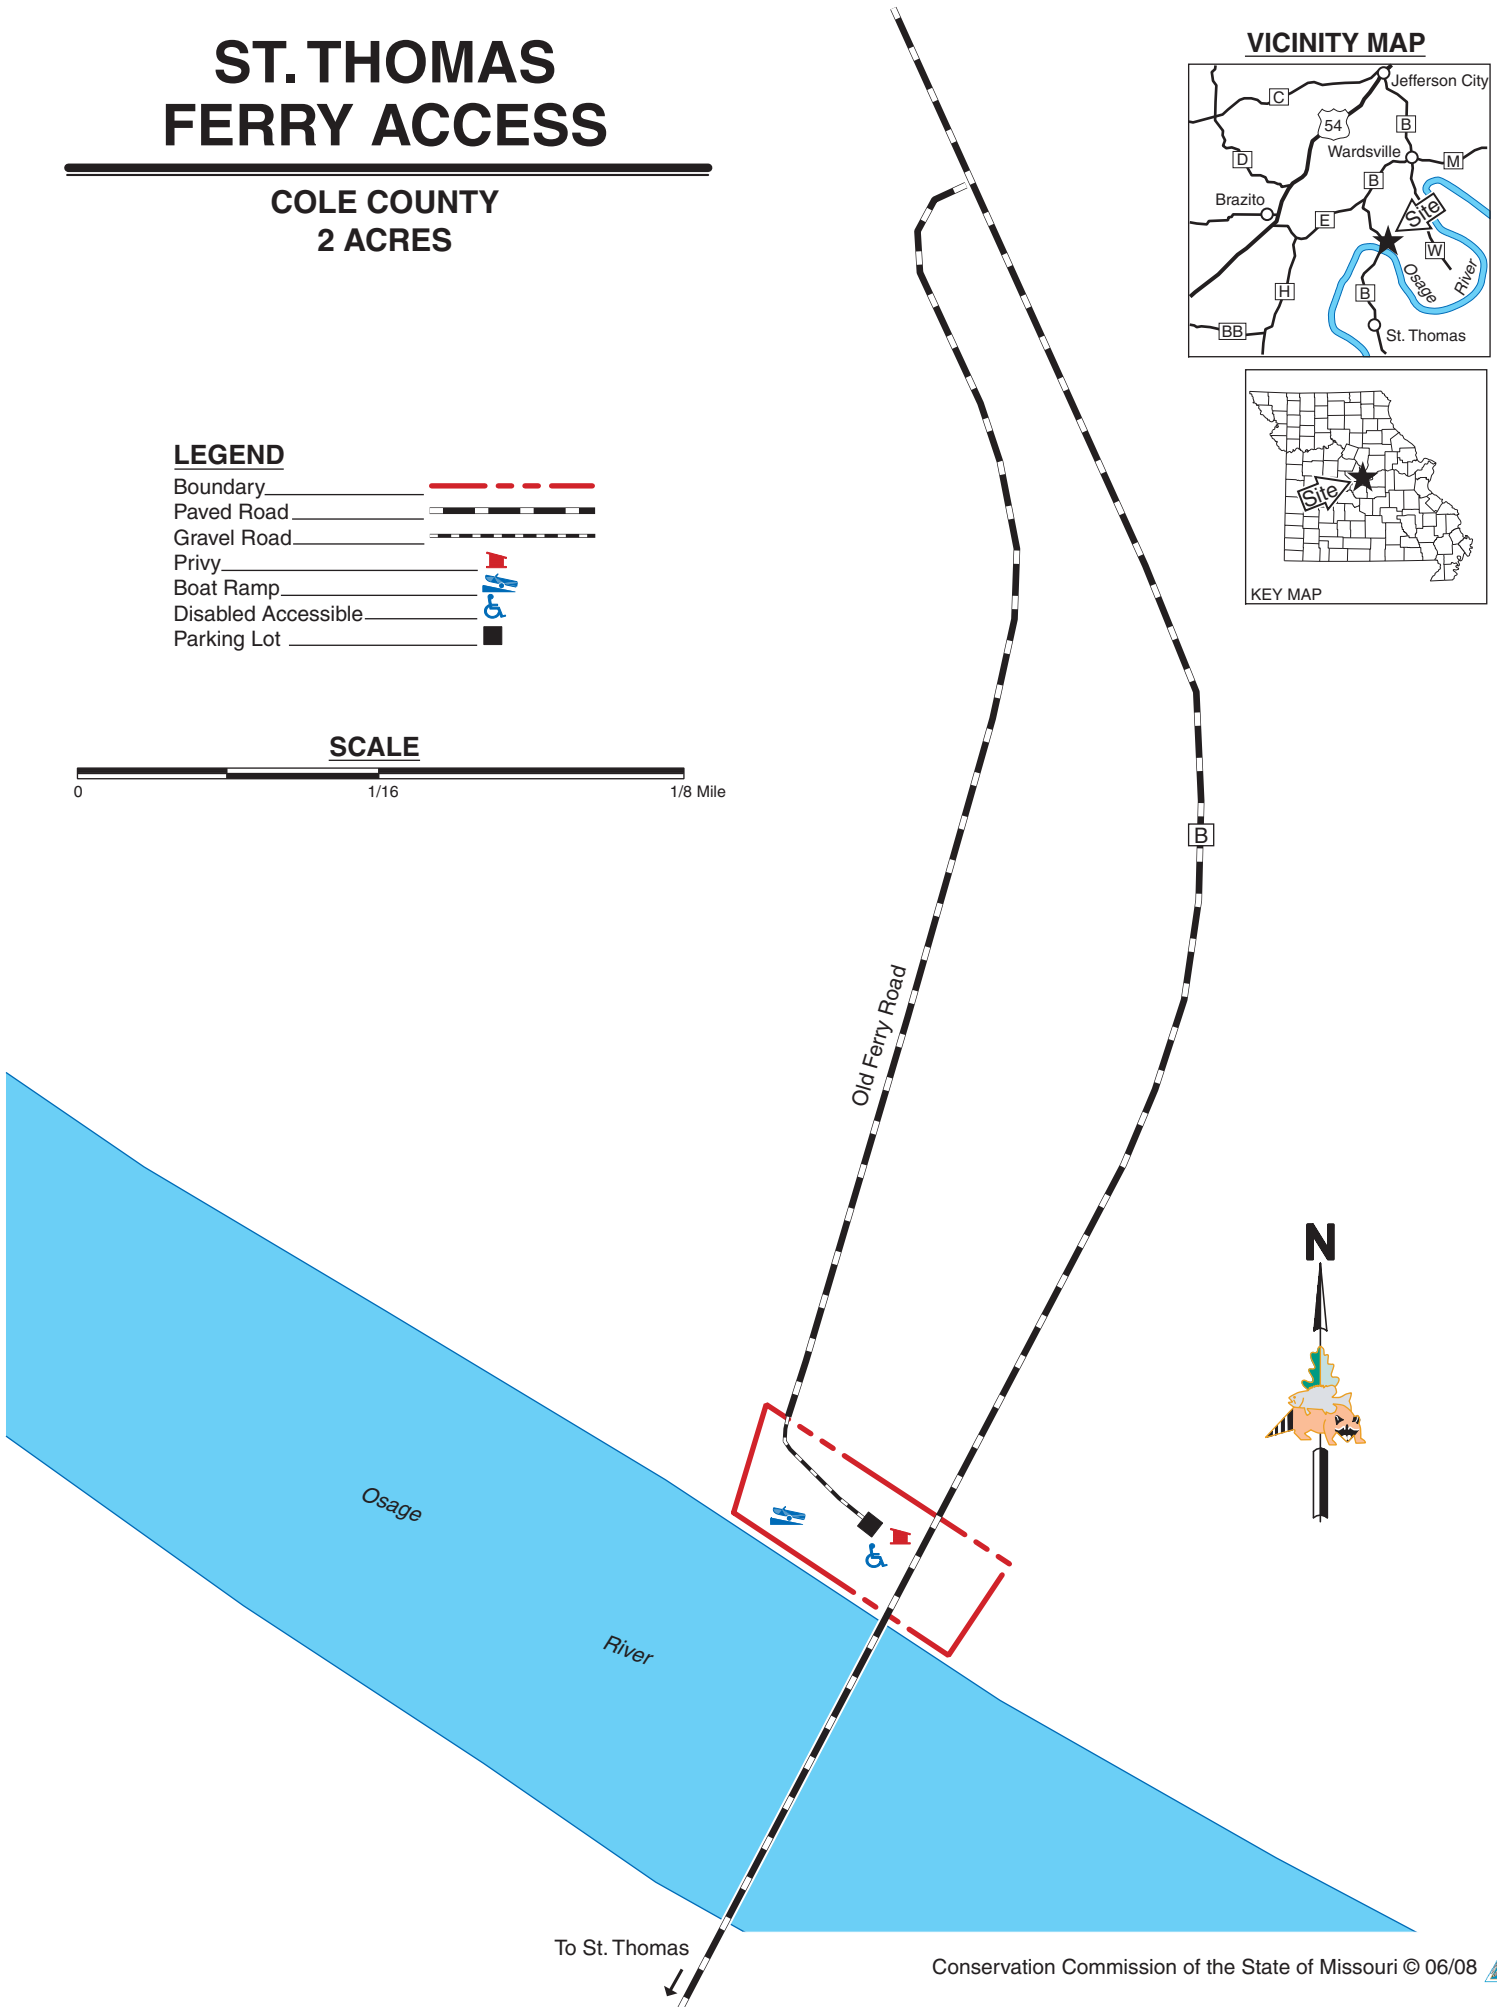 ST. THOMAS
FERRY ACCESS
COLE COUNTY
2 ACRES
VICINITY MAP
Jefferson City
C
54
B
Wardsville
M
D
B
Brazito
Site
E
W
Osage
River
H
B
BB
St. Thomas
Site
KEY MAP
LEGEND
Boundary
Paved Road
Gravel Road
Privy
Boat Ramp
Disabled Accessible
Parking Lot
SCALE
0
1/16
1/8 Mile
B
Old Ferry Road
N
Osage
River
To St. Thomas
Conservation Commission of the State of Missouri © 06/08